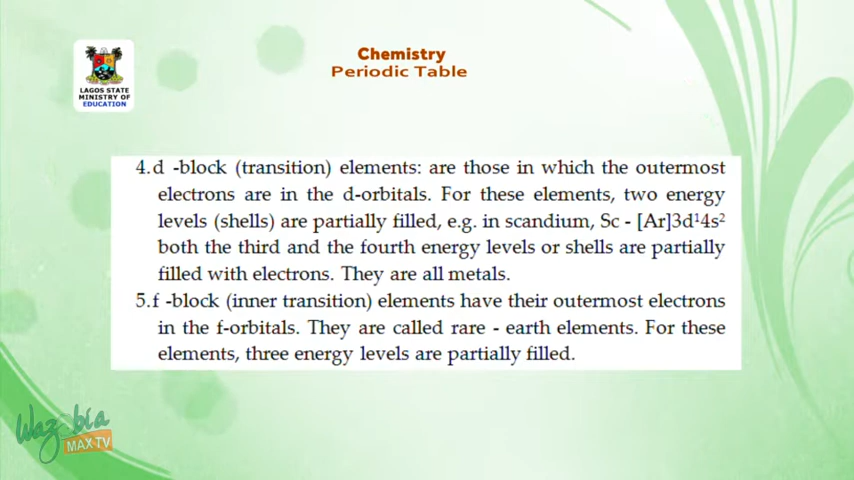 LAGOS STATE
MINISTRY OF
EDUCATION
Chemistry
Periodic Table
4. d -block (transition) elements: are those in which the outermost
electrons are in the d-orbitals. For these elements, two energy
levels (shells) are partially filled, e.g. in scandium, Sc - [Ar]3d¹4s²
both the third and the fourth energy levels or shells are partially
filled with electrons. They are all metals.
5. f -block (inner transition) elements have their outermost electrons
in the f-orbitals. They are called rare - earth elements. For these
elements, three energy levels are partially filled.
Wazobia
MAX TV